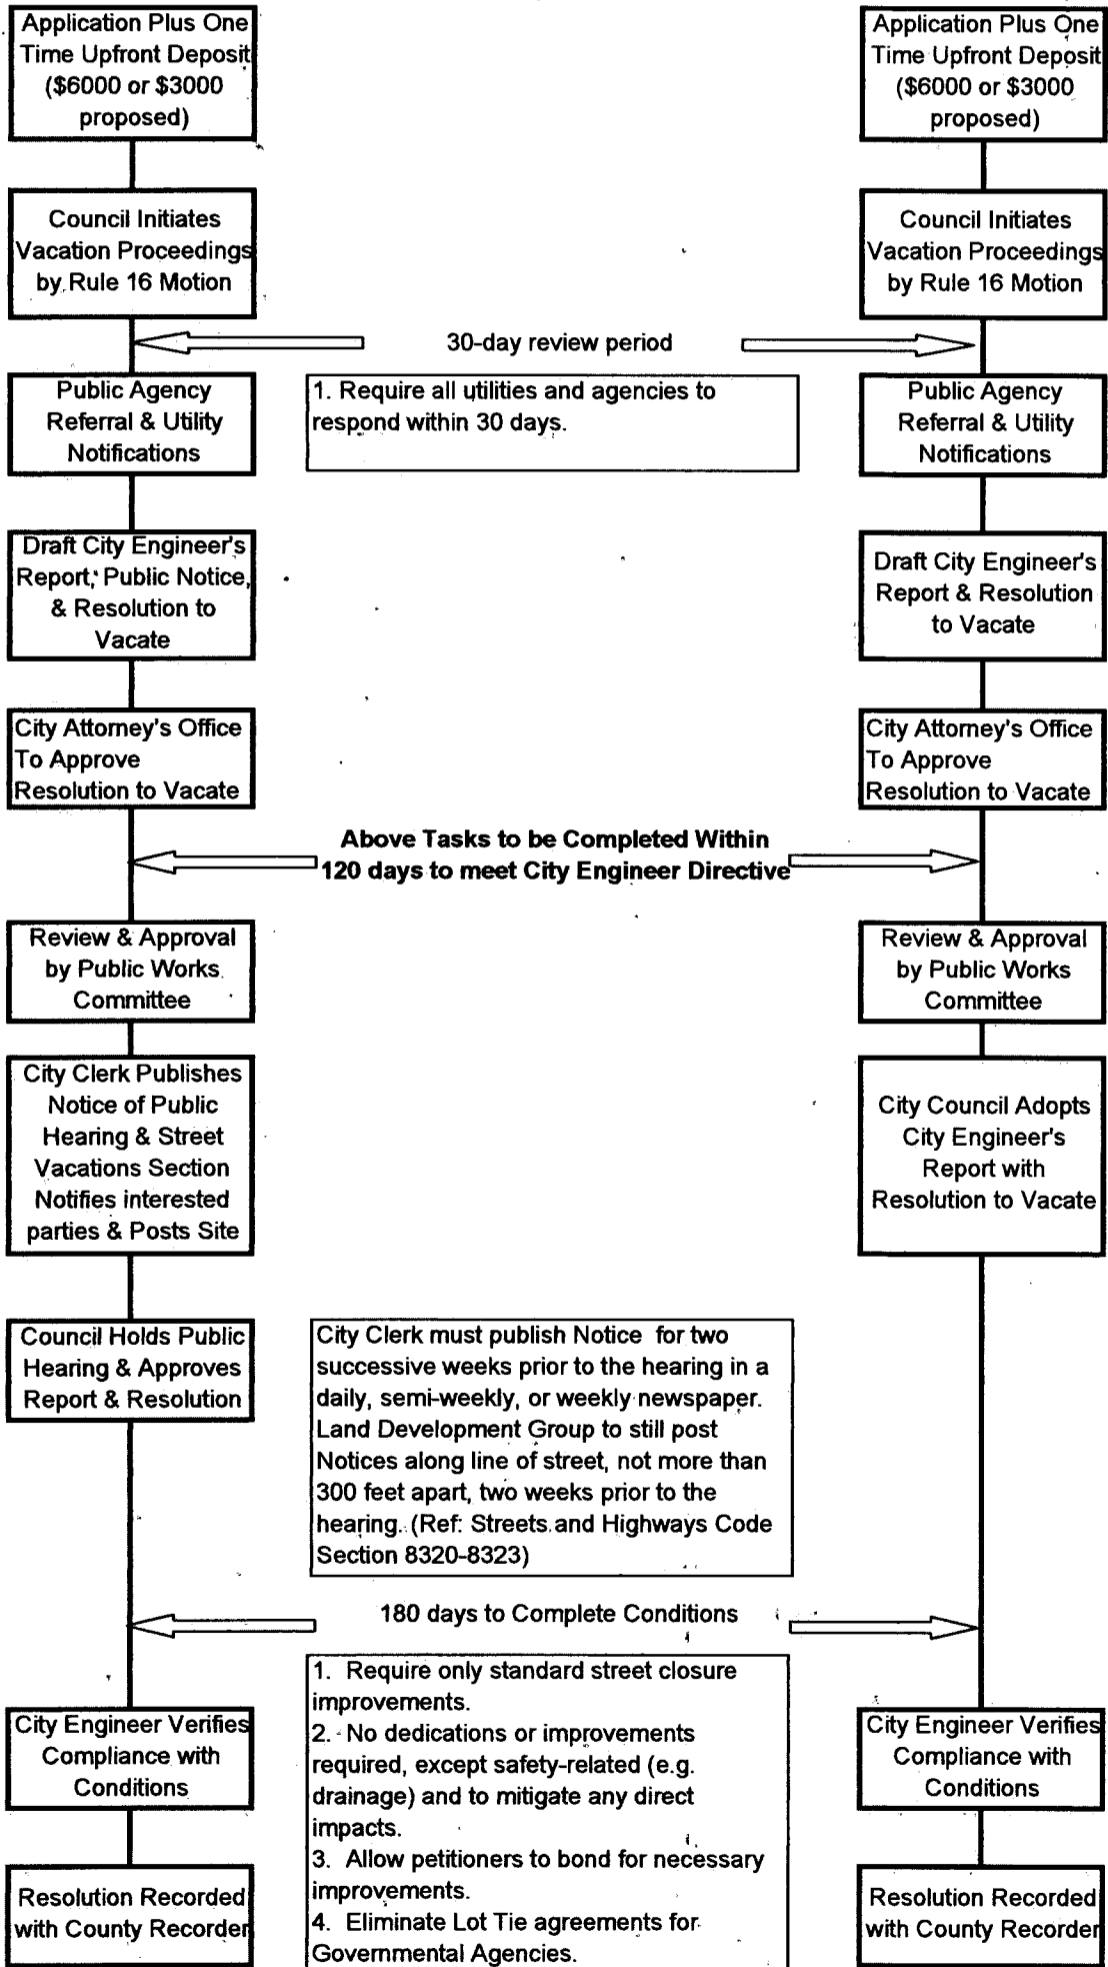 Application Plus One
Time Upfront Deposit
($6000 or $3000
proposed)
Application Plus One
Time Upfront Deposit
($6000 or $3000
proposed)
Council Initiates
Vacation Proceedings
by Rule 16 Motion
Council Initiates
Vacation Proceedings
by Rule 16 Motion
30-day review period
Public Agency
Referral & Utility
Notifications
1. Require all utilities and agencies to
respond within 30 days.
Public Agency
Referral & Utility
Notifications
Draft City Engineer's
Report, Public Notice,
& Resolution to
Vacate
Draft City Engineer's
Report & Resolution
to Vacate
City Attorney's Office
To Approve
Resolution to Vacate
City Attorney's Office
To Approve
Resolution to Vacate
Above Tasks to be Completed Within
120 days to meet City Engineer Directive
Review & Approval
by Public Works
Committee
Review & Approval
by Public Works
Committee
City Clerk Publishes
Notice of Public
Hearing & Street
Vacations Section
Notifies interested
parties & Posts Site
City Council Adopts
City Engineer's
Report with
Resolution to Vacate
Council Holds Public
Hearing & Approves
Report & Resolution
City Clerk must publish Notice for two
successive weeks prior to the hearing in a
daily, semi-weekly, or weekly newspaper.
Land Development Group to still post
Notices along line of street, not more than
300 feet apart, two weeks prior to the
hearing. (Ref: Streets and Highways Code
Section 8320-8323)
180 days to Complete Conditions
City Engineer Verifies
Compliance with
Conditions
1. Require only standard street closure
improvements.
2. No dedications or improvements
required, except safety-related (e.g.
drainage) and to mitigate any direct
impacts.
3. Allow petitioners to bond for necessary
improvements.
4. Eliminate Lot Tie agreements for
Governmental Agencies.
City Engineer Verifies
Compliance with
Conditions
Resolution Recorded
with County Recorder
Resolution Recorded
with County Recorder